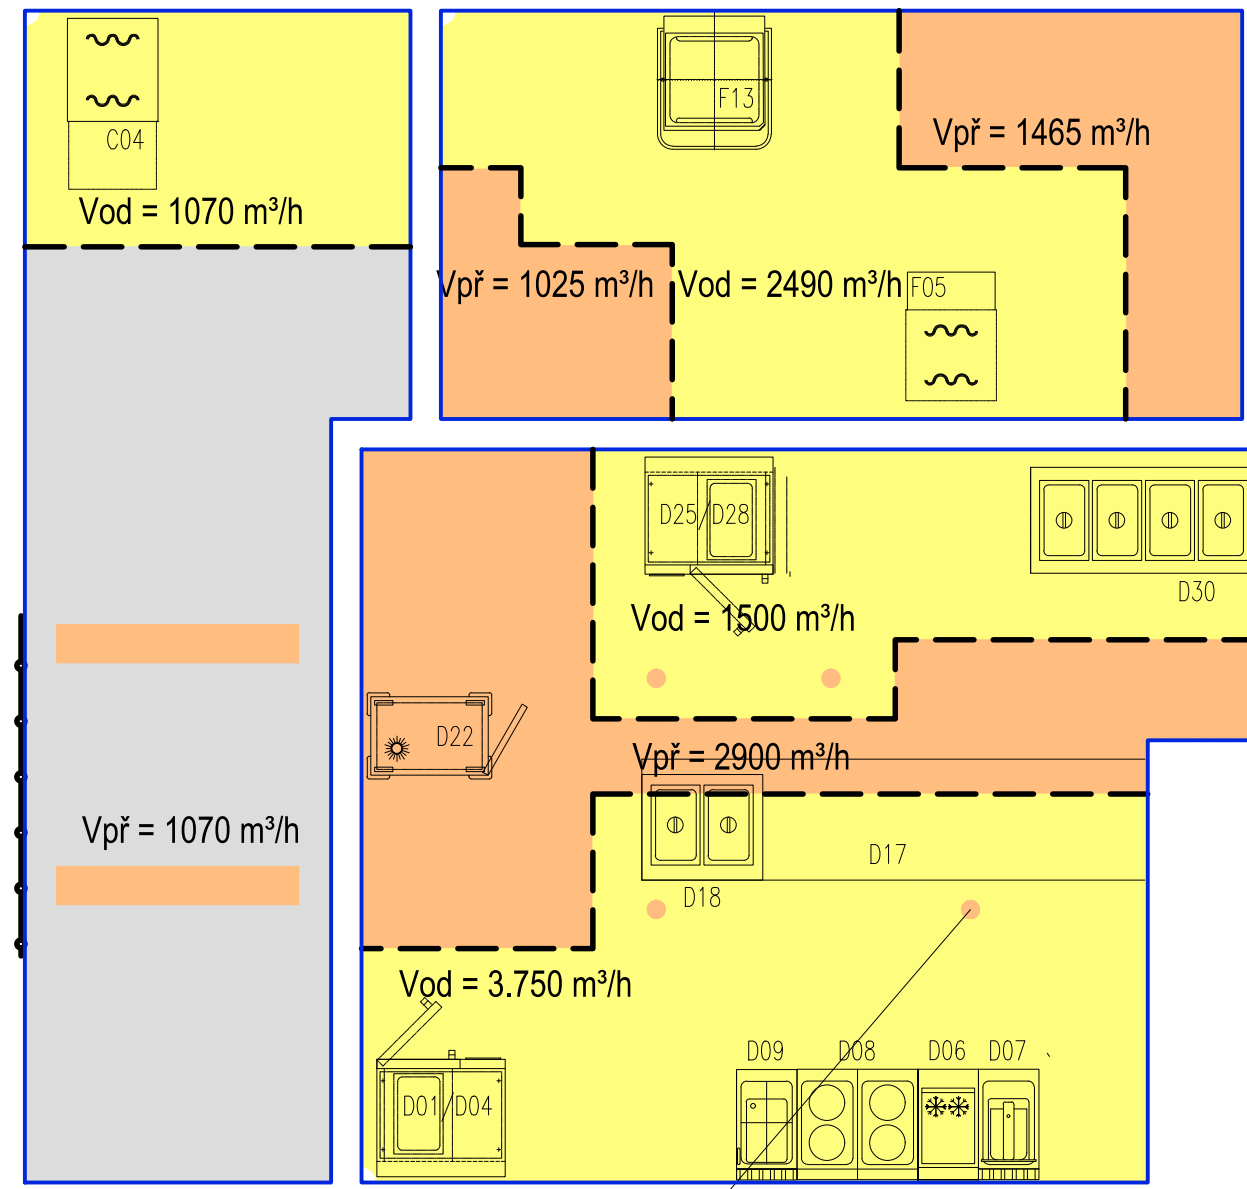 C04
Vod = 1070 m³/h
F13
Vpř = 1465 m³/h
Vpř = 1025 m³/h
Vod = 2490 m³/h
F05
D25/D28
D30
Vod = 1500 m³/h
D22
Vpř = 2900 m³/h
Vpř = 1070 m³/h
D17
D18
Vod = 3.750 m³/h
D09
D08
D06
D07
D01/D04